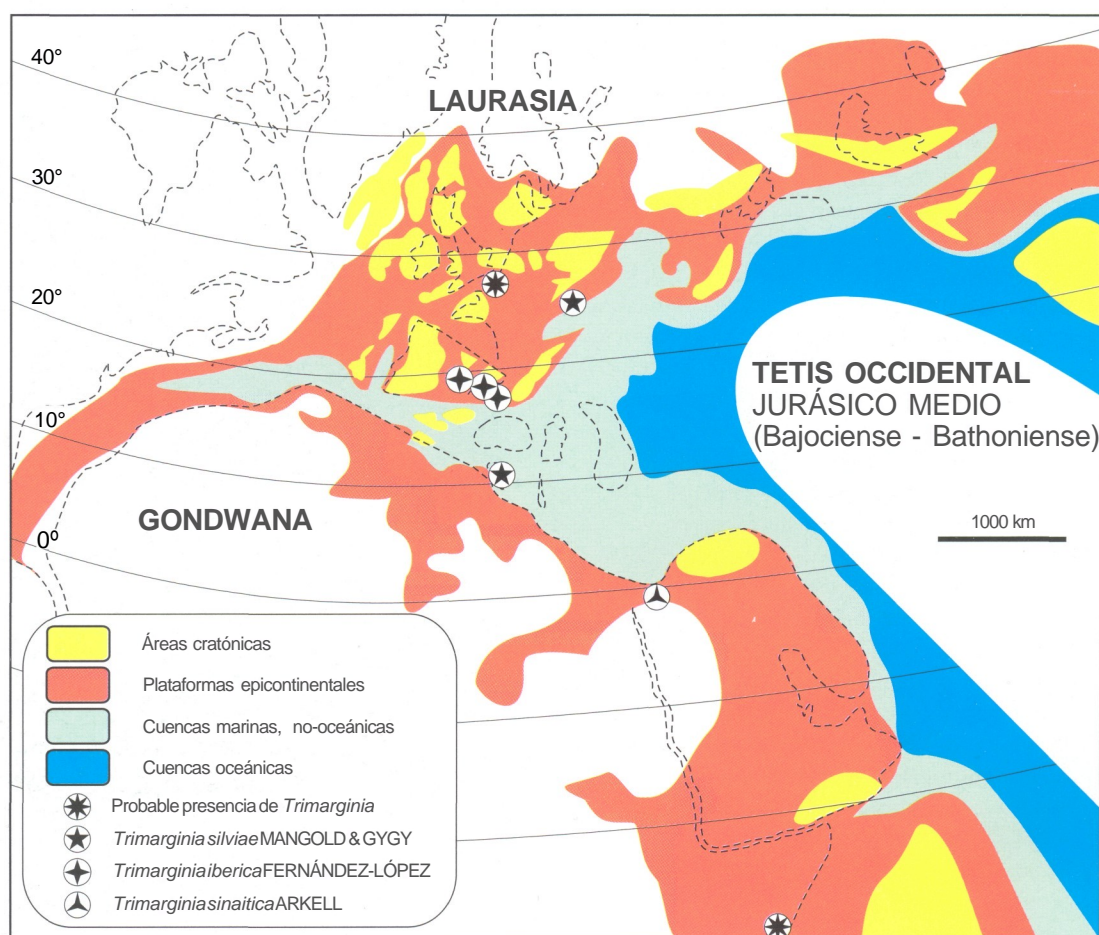 40°
LAURASIA
30°
20°
TETIS OCCIDENTAL
JURÁSICO MEDIO
(Bajociense - Bathoniense)
10°
GONDWANA
1000 km
0º
Áreas cratónicas
Plataformas epicontinentales
Cuencas marinas, no-oceánicas
Cuencas oceánicas
Probable presencia de Trimarginia
Trimarginia silviae MANGOLD & GYGY
Trimarginia iberica FERNÁNDEZ-LÓPEZ
Trimarginia sinaitica ARKELL